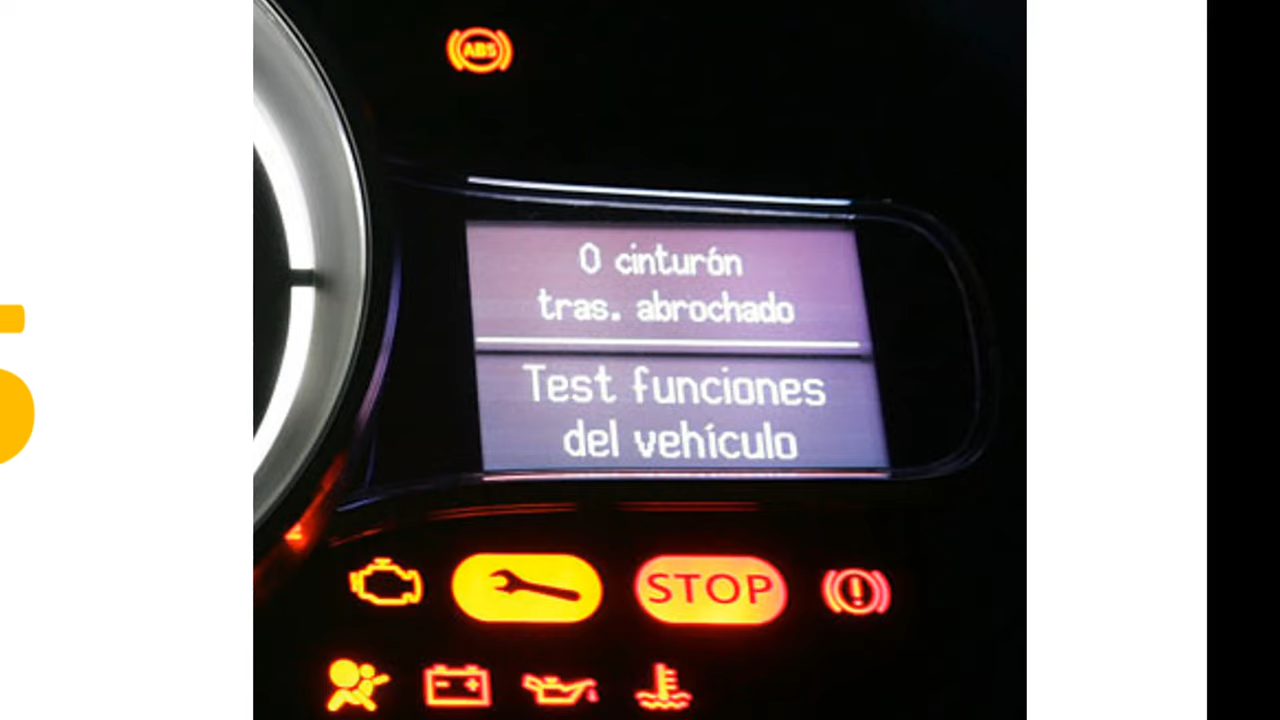 ABS
0 cinturón
tras. abrochado
Test funciones
del vehículo
STOP